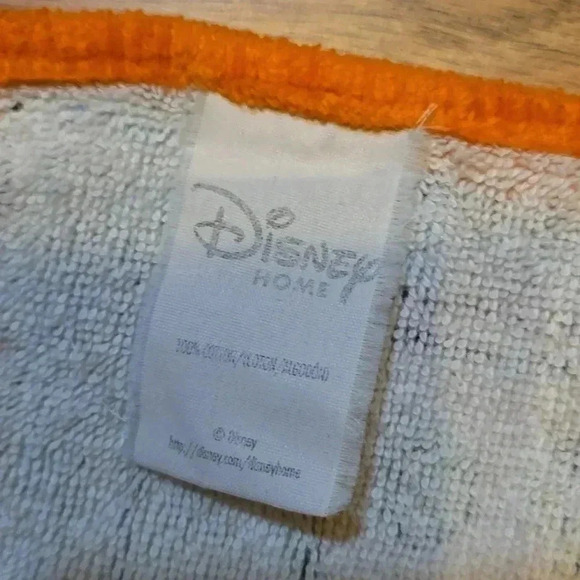 Disney
HOME
100% COTTON/COTON/ALGODÓN
© Disney
http://disney.com/disneyhome